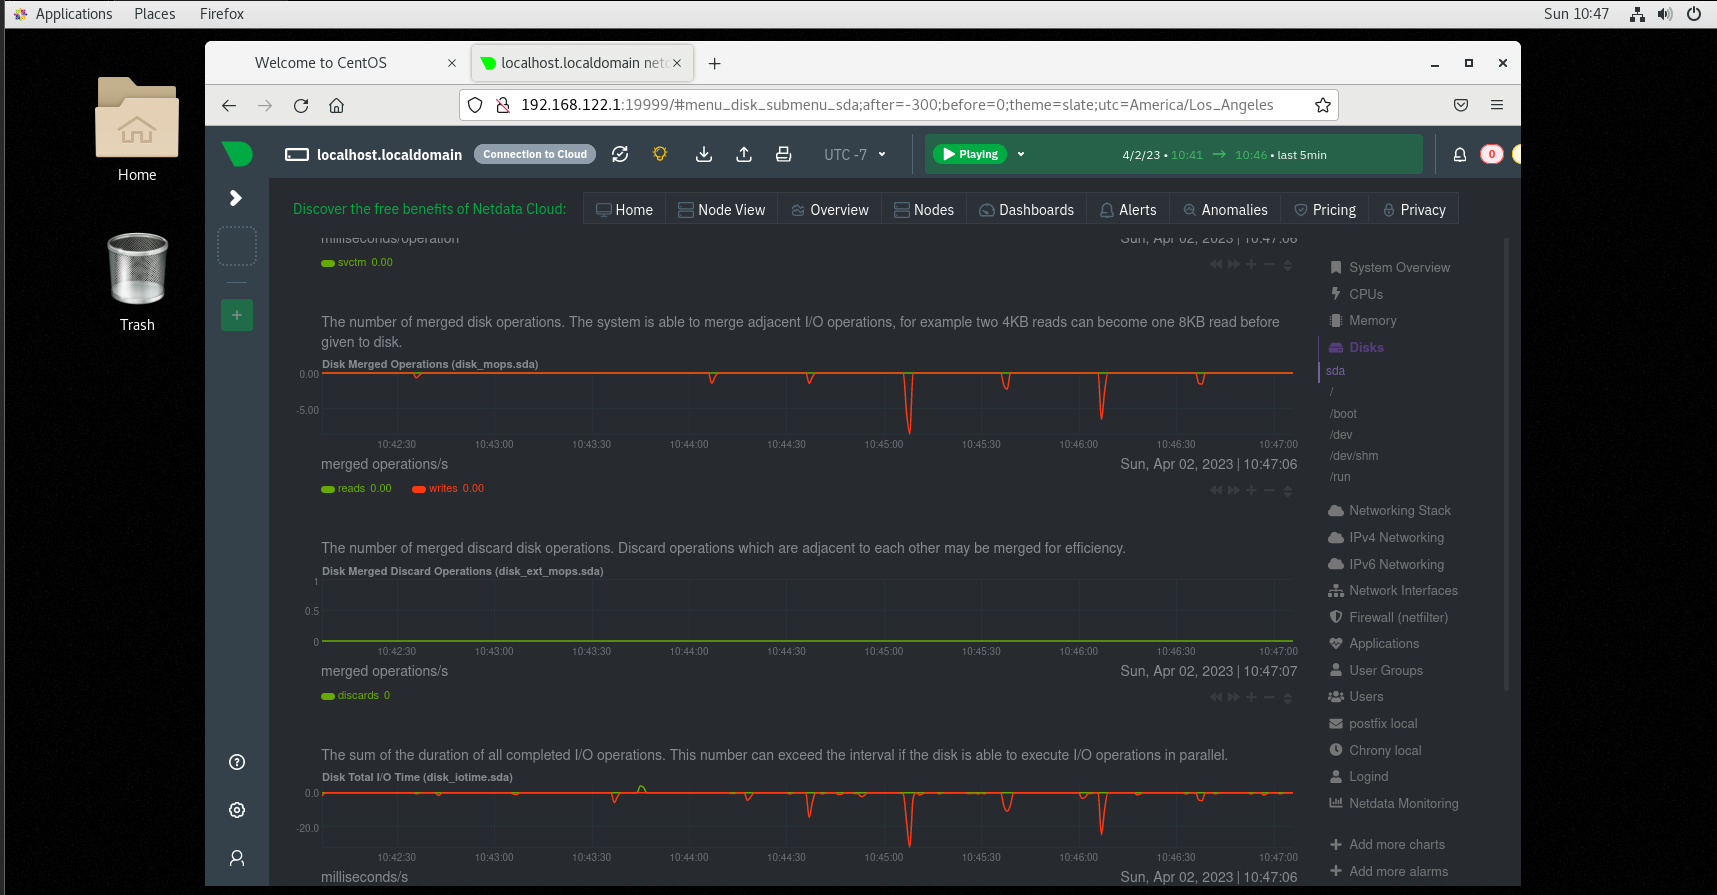 Applications Places Firefox Sun 10:47
Home
Trash
Welcome to CentOS
localhost.localdomain netd
192.168.122.1:19999/#menu_disk_submenu_sda;after=-300;before=0;theme=slate;utc=America/Los_Angeles
localhost.localdomain Connection to Cloud UTC -7 Playing 4/2/23 • 10:41 → 10:46 • last 5min 0
Discover the free benefits of Netdata Cloud: Home Node View Overview Nodes Dashboards Alerts Anomalies Pricing Privacy
milliseconds/operation Sun, Apr 02, 2023 | 10:47:06
svctm 0.00
The number of merged disk operations. The system is able to merge adjacent I/O operations, for example two 4KB reads can become one 8KB read before
given to disk.
Disk Merged Operations (disk_mops.sda)
0.00
-5.00
10:42:30 10:43:00 10:43:30 10:44:00 10:44:30 10:45:00 10:45:30 10:46:00 10:46:30 10:47:00
merged operations/s Sun, Apr 02, 2023 | 10:47:06
reads 0.00 writes 0.00
The number of merged discard disk operations. Discard operations which are adjacent to each other may be merged for efficiency.
Disk Merged Discard Operations (disk_ext_mops.sda)
1
0.5
0
10:42:30 10:43:00 10:43:30 10:44:00 10:44:30 10:45:00 10:45:30 10:46:00 10:46:30 10:47:00
merged operations/s Sun, Apr 02, 2023 | 10:47:07
discards 0
The sum of the duration of all completed I/O operations. This number can exceed the interval if the disk is able to execute I/O operations in parallel.
Disk Total I/O Time (disk_iotime.sda)
0.0
-20.0
10:42:30 10:43:00 10:43:30 10:44:00 10:44:30 10:45:00 10:45:30 10:46:00 10:46:30 10:47:00
milliseconds/s Sun, Apr 02, 2023 | 10:47:06
System Overview
CPUs
Memory
Disks
sda
/
/boot
/dev
/dev/shm
/run
Networking Stack
IPv4 Networking
IPv6 Networking
Network Interfaces
Firewall (netfilter)
Applications
User Groups
Users
postfix local
Chrony local
Logind
Netdata Monitoring
Add more charts
Add more alarms